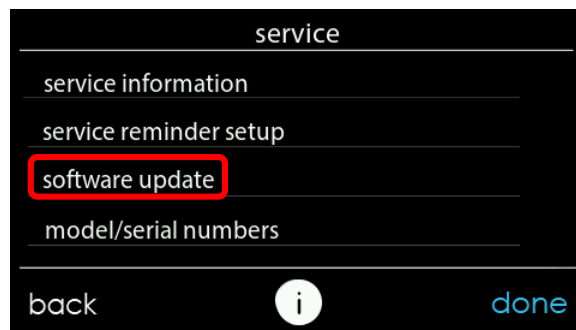 service
service information
service reminder setup
software update
model/serial numbers
back i done